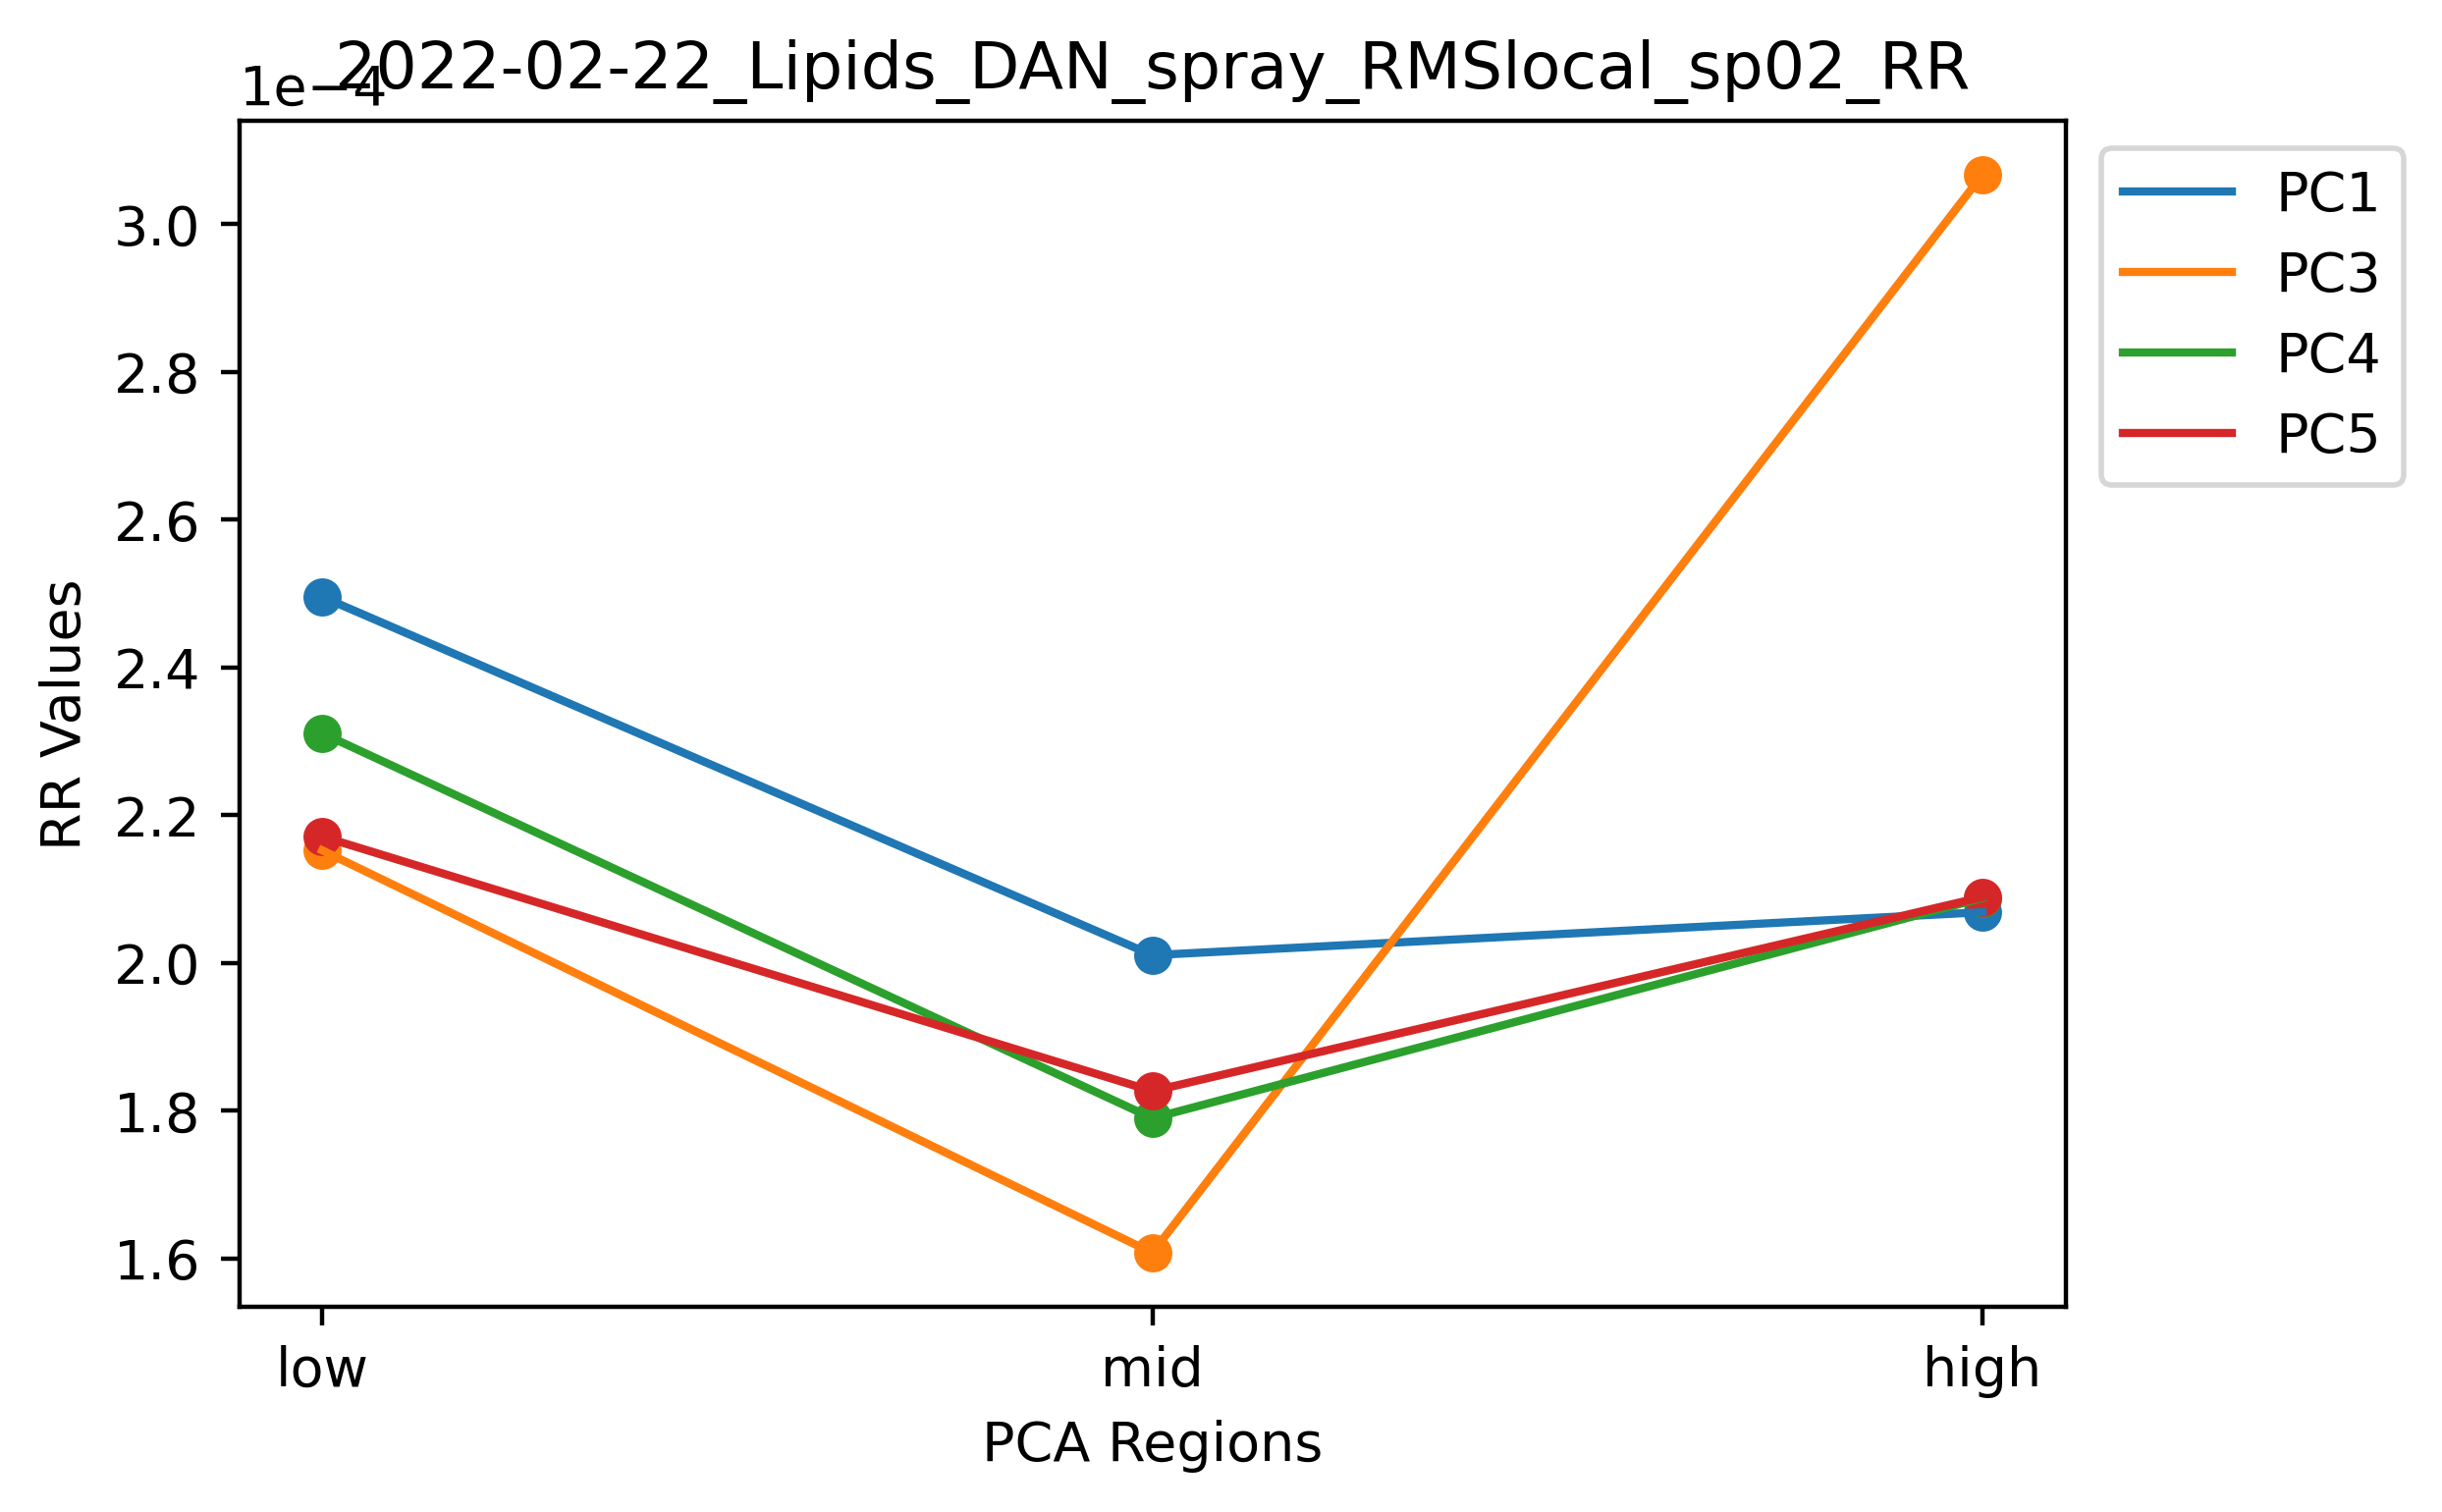 2022-02-22_Lipids_DAN_spray_RMSlocal_sp02_RR
1e−4
3.0
2.8
2.6
2.4
2.2
2.0
1.8
1.6
RR Values
low
mid
high
PCA Regions
PC1
PC3
PC4
PC5